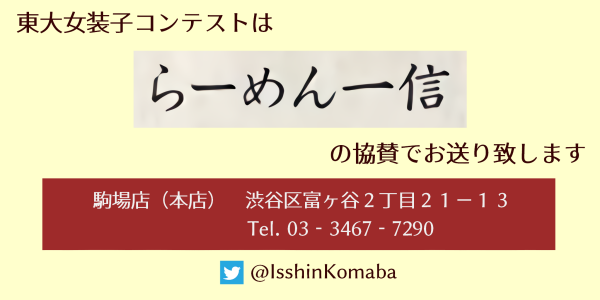 東大女装子コンテストは
らーめん一信
の協賛でお送り致します
駒場店（本店）　渋谷区富ヶ谷２丁目２１－１３
Tel. 03 - 3467 - 7290
@IsshinKomaba